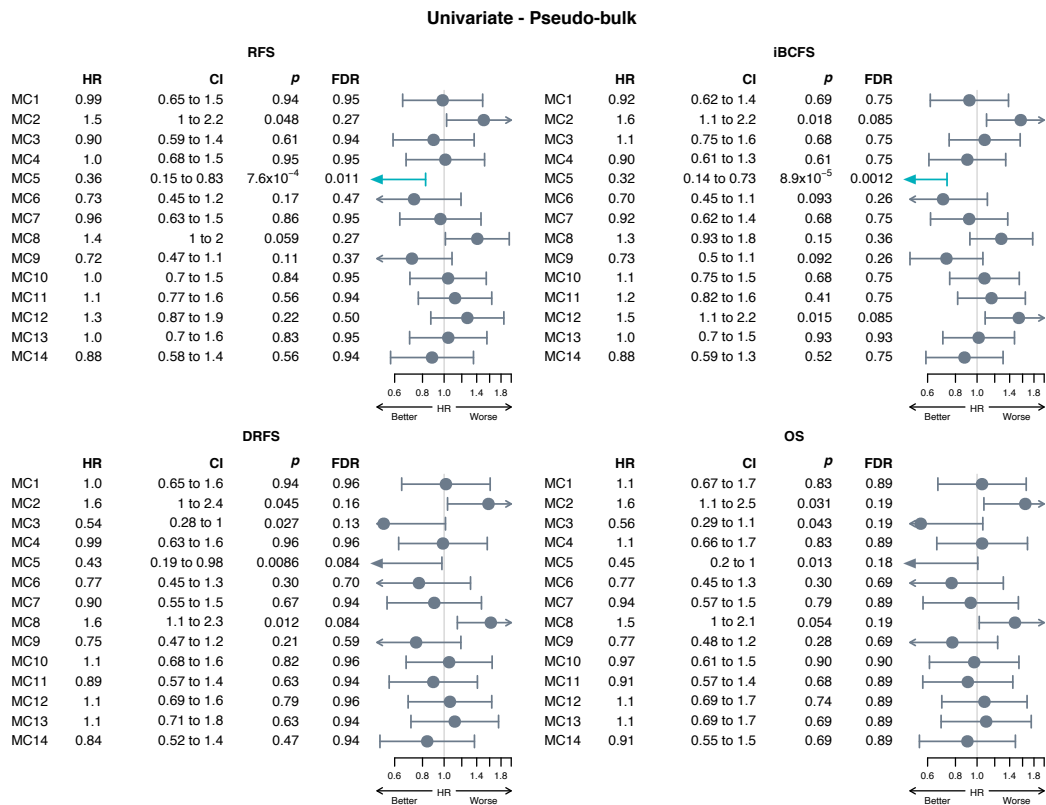 Univariate - Pseudo-bulk
RFS
HR CI p FDR
MC1 0.99 0.65 to 1.5 0.94 0.95
MC2 1.5 1 to 2.2 0.048 0.27
MC3 0.90 0.59 to 1.4 0.61 0.94
MC4 1.0 0.68 to 1.5 0.95 0.95
MC5 0.36 0.15 to 0.83 7.6x10⁻⁴ 0.011
MC6 0.73 0.45 to 1.2 0.17 0.47
MC7 0.96 0.63 to 1.5 0.86 0.95
MC8 1.4 1 to 2 0.059 0.27
MC9 0.72 0.47 to 1.1 0.11 0.37
MC10 1.0 0.7 to 1.5 0.84 0.95
MC11 1.1 0.77 to 1.6 0.56 0.94
MC12 1.3 0.87 to 1.9 0.22 0.50
MC13 1.0 0.7 to 1.6 0.83 0.95
MC14 0.88 0.58 to 1.4 0.56 0.94
0.6 0.8 1.0 1.4 1.8
HR
Better Worse
iBCFS
HR CI p FDR
MC1 0.92 0.62 to 1.4 0.69 0.75
MC2 1.6 1.1 to 2.2 0.018 0.085
MC3 1.1 0.75 to 1.6 0.68 0.75
MC4 0.90 0.61 to 1.3 0.61 0.75
MC5 0.32 0.14 to 0.73 8.9x10⁻⁵ 0.0012
MC6 0.70 0.45 to 1.1 0.093 0.26
MC7 0.92 0.62 to 1.4 0.68 0.75
MC8 1.3 0.93 to 1.8 0.15 0.36
MC9 0.73 0.5 to 1.1 0.092 0.26
MC10 1.1 0.75 to 1.5 0.68 0.75
MC11 1.2 0.82 to 1.6 0.41 0.75
MC12 1.5 1.1 to 2.2 0.015 0.085
MC13 1.0 0.7 to 1.5 0.93 0.93
MC14 0.88 0.59 to 1.3 0.52 0.75
0.6 0.8 1.0 1.4 1.8
HR
Better Worse
DRFS
HR CI p FDR
MC1 1.0 0.65 to 1.6 0.94 0.96
MC2 1.6 1 to 2.4 0.045 0.16
MC3 0.54 0.28 to 1 0.027 0.13
MC4 0.99 0.63 to 1.6 0.96 0.96
MC5 0.43 0.19 to 0.98 0.0086 0.084
MC6 0.77 0.45 to 1.3 0.30 0.70
MC7 0.90 0.55 to 1.5 0.67 0.94
MC8 1.6 1.1 to 2.3 0.012 0.084
MC9 0.75 0.47 to 1.2 0.21 0.59
MC10 1.1 0.68 to 1.6 0.82 0.96
MC11 0.89 0.57 to 1.4 0.63 0.94
MC12 1.1 0.69 to 1.6 0.79 0.96
MC13 1.1 0.71 to 1.8 0.63 0.94
MC14 0.84 0.52 to 1.4 0.47 0.94
0.6 0.8 1.0 1.4 1.8
HR
Better Worse
OS
HR CI p FDR
MC1 1.1 0.67 to 1.7 0.83 0.89
MC2 1.6 1.1 to 2.5 0.031 0.19
MC3 0.56 0.29 to 1.1 0.043 0.19
MC4 1.1 0.66 to 1.7 0.83 0.89
MC5 0.45 0.2 to 1 0.013 0.18
MC6 0.77 0.45 to 1.3 0.30 0.69
MC7 0.94 0.57 to 1.5 0.79 0.89
MC8 1.5 1 to 2.1 0.054 0.19
MC9 0.77 0.48 to 1.2 0.28 0.69
MC10 0.97 0.61 to 1.5 0.90 0.90
MC11 0.91 0.57 to 1.4 0.68 0.89
MC12 1.1 0.69 to 1.7 0.74 0.89
MC13 1.1 0.69 to 1.7 0.69 0.89
MC14 0.91 0.55 to 1.5 0.69 0.89
0.6 0.8 1.0 1.4 1.8
HR
Better Worse